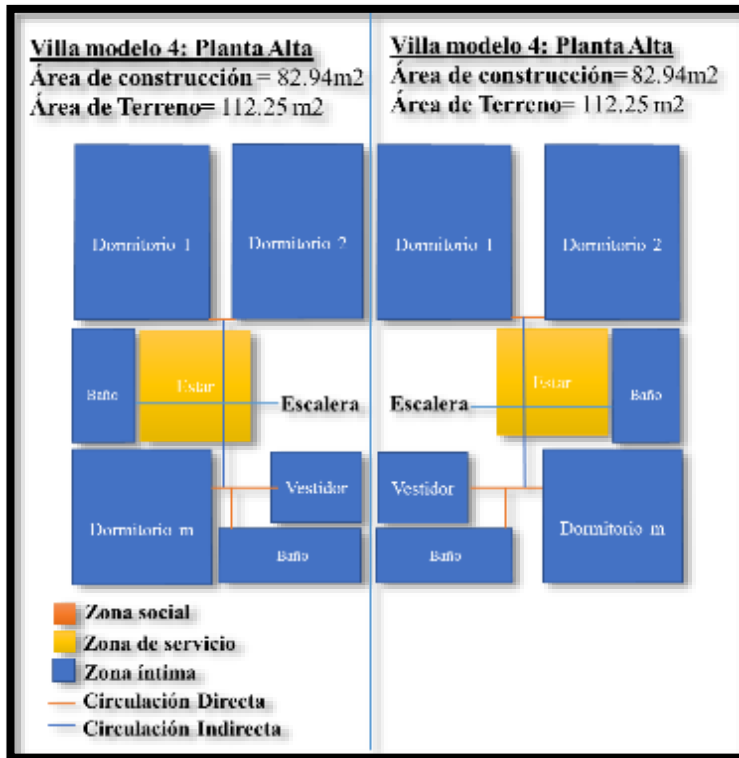 Villa modelo 4: Planta Alta
Área de construcción = 82.94m2
Área de Terreno= 112.25 m2
Dormitorio 1
Dormitorio 2
Baño
Estar
Escalera
Dormitorio m
Vestidor
Baño
Zona social
Zona de servicio
Zona íntima
Circulación Directa
Circulación Indirecta
Villa modelo 4: Planta Alta
Área de construcción= 82.94m2
Área de Terreno= 112.25 m2
Dormitorio 1
Dormitorio 2
Escalera
Estar
Baño
Vestidor
Dormitorio m
Baño